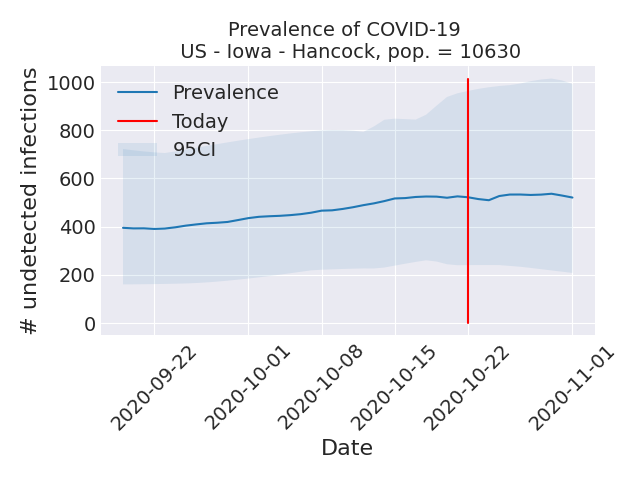 Prevalence of COVID-19
US - Iowa - Hancock, pop. = 10630
# undetected infections
1000
800
600
400
200
0
Prevalence
Today
95CI
2020-09-22
2020-10-01
2020-10-08
2020-10-15
2020-10-22
2020-11-01
Date